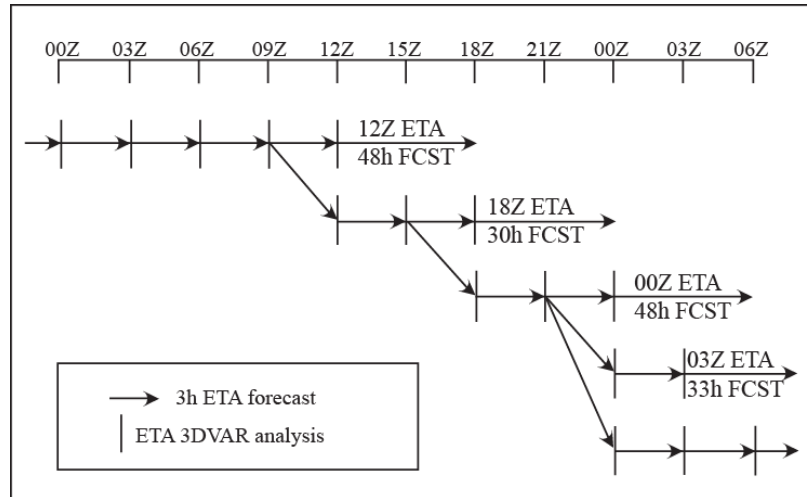 00Z 03Z 06Z 09Z 12Z 15Z 18Z 21Z 00Z 03Z 06Z
12Z ETA
48h FCST
18Z ETA
30h FCST
00Z ETA
48h FCST
03Z ETA
33h FCST
3h ETA forecast
ETA 3DVAR analysis